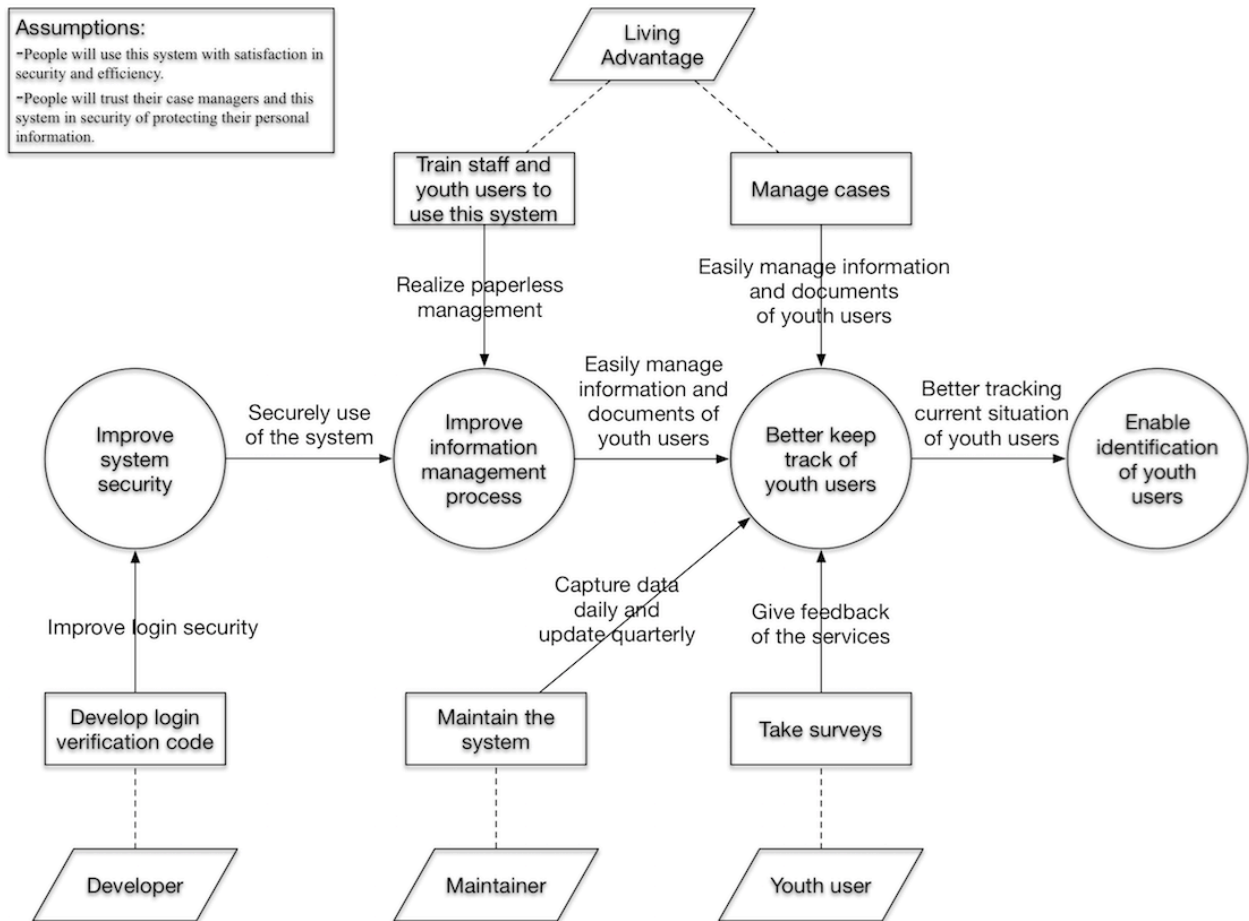 Assumptions:
-People will use this system with satisfaction in
security and efficiency.
-People will trust their case managers and this
system in security of protecting their personal
information.
Living
Advantage
Train staff and
youth users to
use this system
Manage cases
Realize paperless
management
Easily manage information
and documents
of youth users
Improve
system
security
Securely use
of the system
Improve
information
management
process
Easily manage
information and
documents of
youth users
Better keep
track of
youth users
Better tracking
current situation
of youth users
Enable
identification
of youth
users
Improve login security
Capture data
daily and
update quarterly
Give feedback
of the services
Develop login
verification code
Maintain the
system
Take surveys
Developer
Maintainer
Youth user